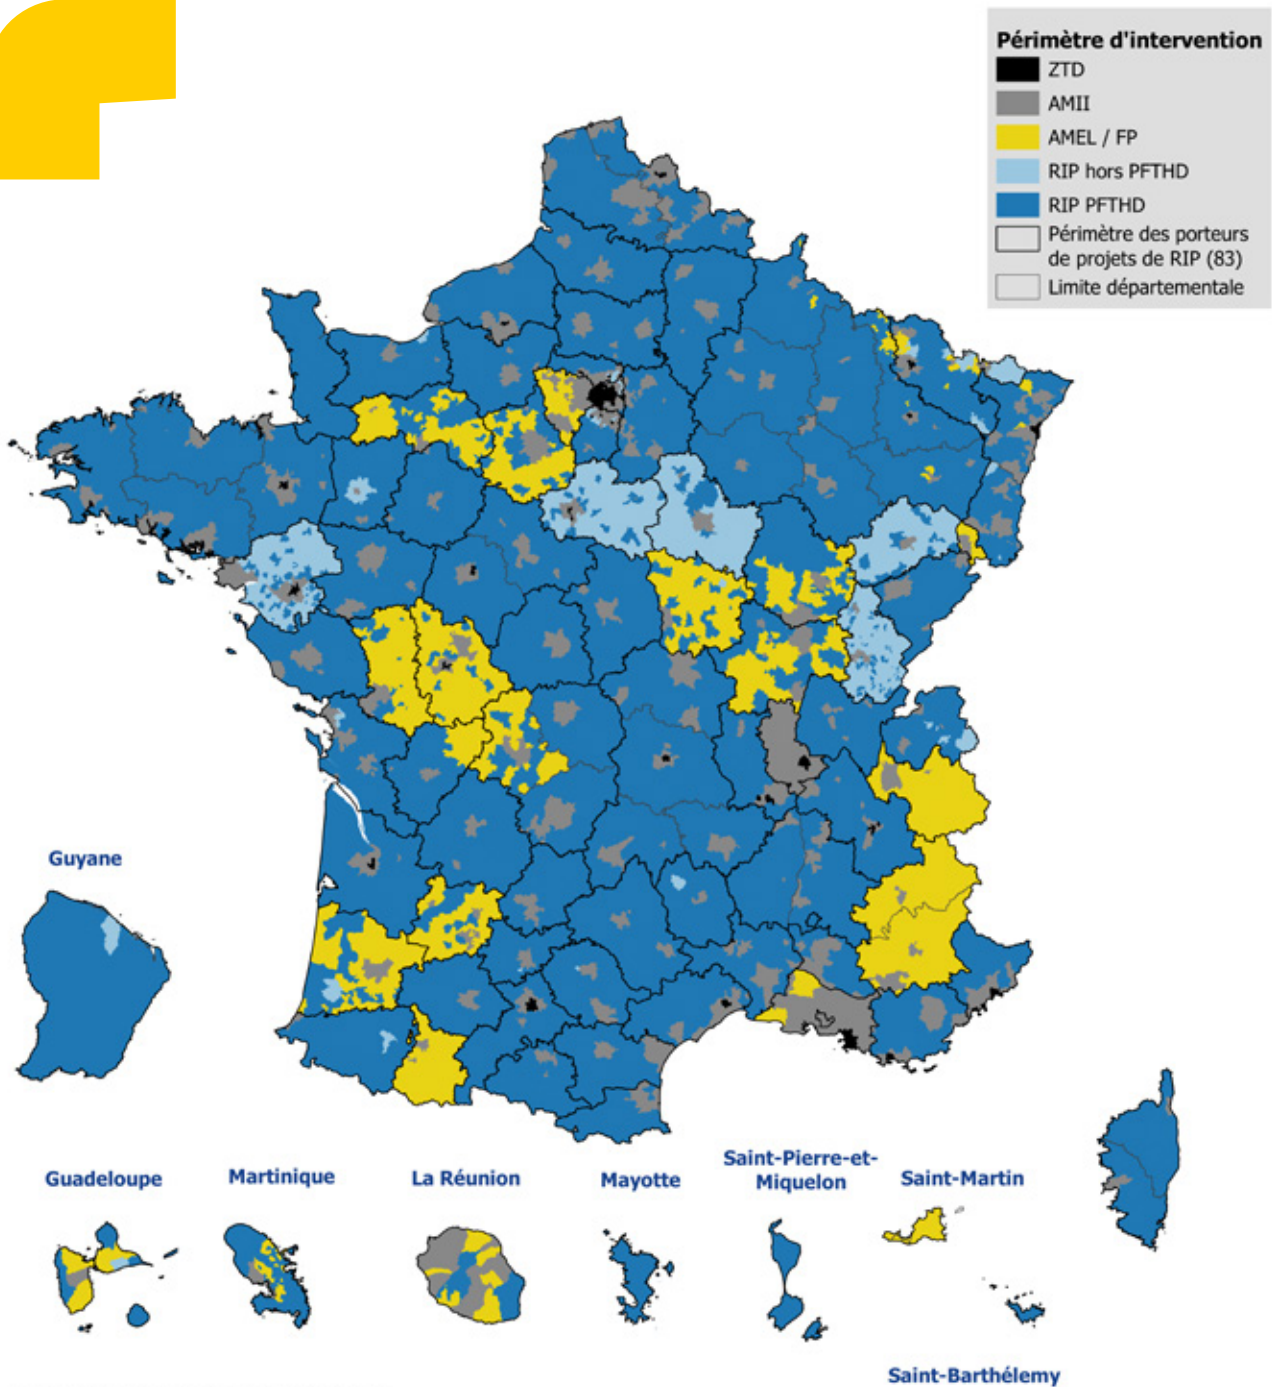 Périmètre d'intervention
ZTD
AMII
AMEL / FP
RIP hors PFTHD
RIP PFTHD
Périmètre des porteurs
de projets de RIP (83)
Limite départementale
Guyane
Guadeloupe
Martinique
La Réunion
Mayotte
Saint-Pierre-et-
Miquelon
Saint-Martin
Saint-Barthélemy